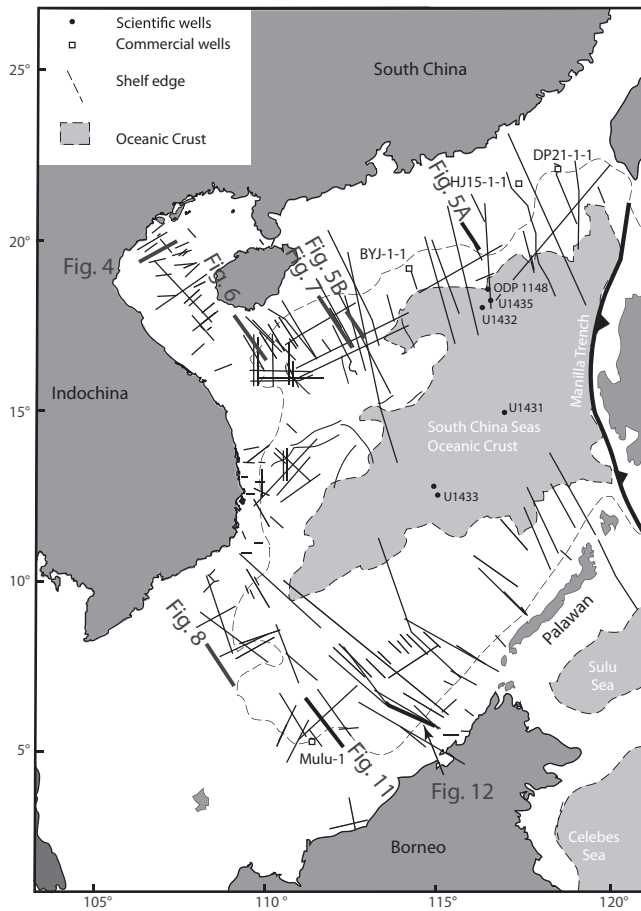 Scientific wells
Commercial wells
Shelf edge
Oceanic Crust
25°
South China
DP21-1-1
HJ15-1-1
Fig. 5A
20°
Fig. 4
Fig. 6
Fig. 7
Fig. 5B
BYJ-1-1
ODP 1148
U1435
U1432
Manilla Trench
Indochina
15°
U1431
South China Seas
Oceanic Crust
U1433
10°
Fig. 8
Palawan
Sulu
Sea
5°
Mulu-1
Fig. 11
Fig. 12
Borneo
Celbes
Sea
105°
110°
115°
120°